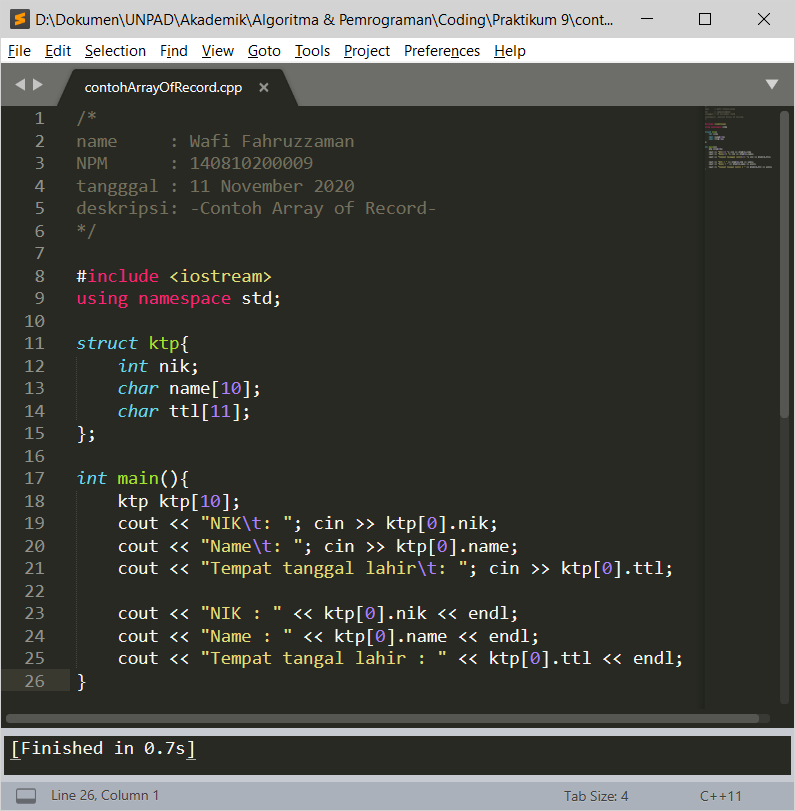 D:\Dokumen\UNPAD\Akademik\Algoritma & Pemrograman\Coding\Praktikum 9\cont...
File Edit Selection Find View Goto Tools Project Preferences Help
contohArrayOfRecord.cpp ×
1 /*
2 name     : Wafi Fahruzzaman
3 NPM      : 140810200009
4 tangggal : 11 November 2020
5 deskripsi: -Contoh Array of Record-
6 */
7
8 #include <iostream>
9 using namespace std;
10
11 struct ktp{
12     int nik;
13     char name[10];
14     char ttl[11];
15 };
16
17 int main(){
18     ktp ktp[10];
19     cout << "NIK\t: "; cin >> ktp[0].nik;
20     cout << "Name\t: "; cin >> ktp[0].name;
21     cout << "Tempat tanggal lahir\t: "; cin >> ktp[0].ttl;
22
23     cout << "NIK : " << ktp[0].nik << endl;
24     cout << "Name : " << ktp[0].name << endl;
25     cout << "Tempat tangal lahir : " << ktp[0].ttl << endl;
26 }
[Finished in 0.7s]
Line 26, Column 1 Tab Size: 4 C++11